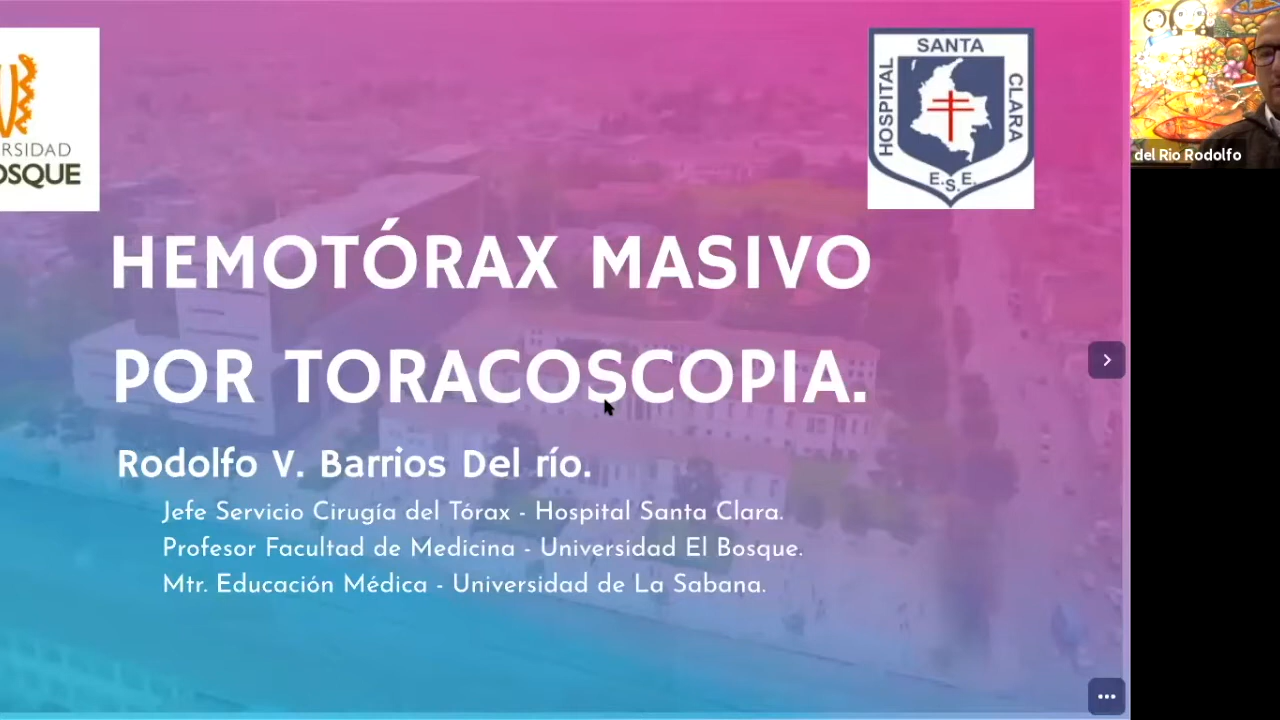 SANTA
HOSPITAL
CLARA
E.S.E.
RSIDAD
OSQUE
del Rio Rodolfo
HEMOTÓRAX MASIVO
POR TORACOSCOPIA.
Rodolfo V. Barrios Del río.
Jefe Servicio Cirugía del Tórax - Hospital Santa Clara.
Profesor Facultad de Medicina - Universidad El Bosque.
Mtr. Educación Médica - Universidad de La Sabana.